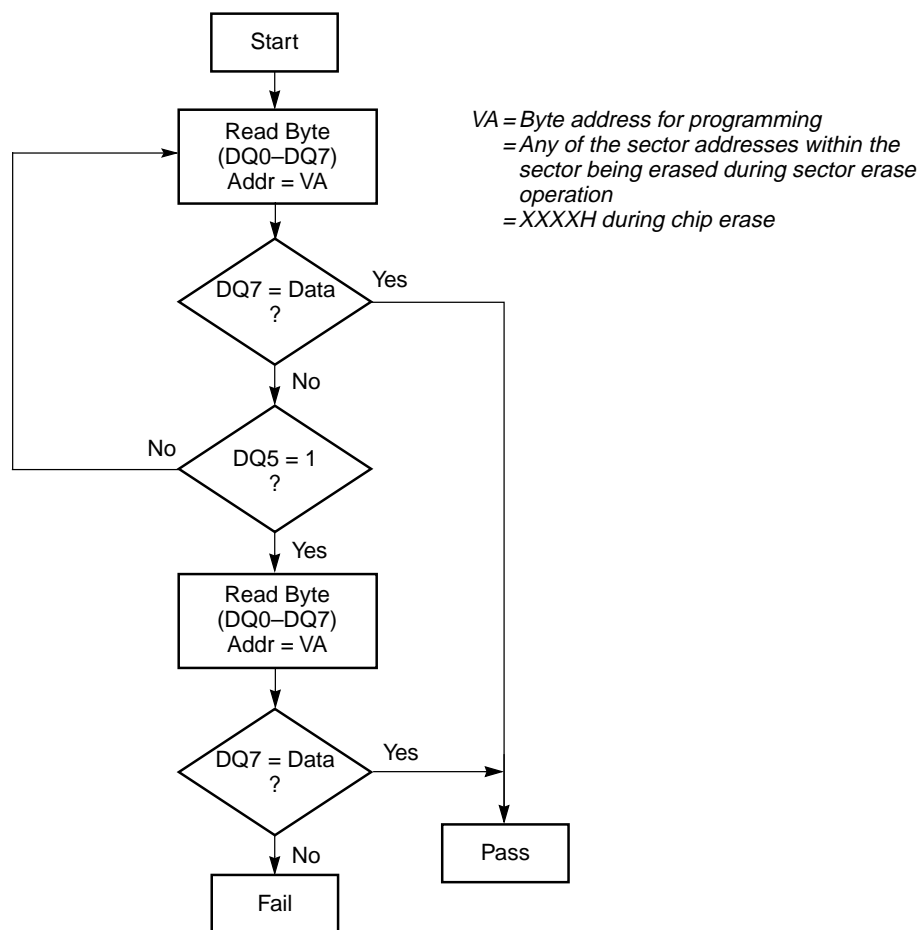 Start
Read Byte
(DQ0–DQ7)
Addr = VA
VA = Byte address for programming
= Any of the sector addresses within the
sector being erased during sector erase
operation
= XXXXH during chip erase
DQ7 = Data
?
Yes
No
No
DQ5 = 1
?
Yes
Read Byte
(DQ0–DQ7)
Addr = VA
DQ7 = Data
?
Yes
No
Pass
Fail